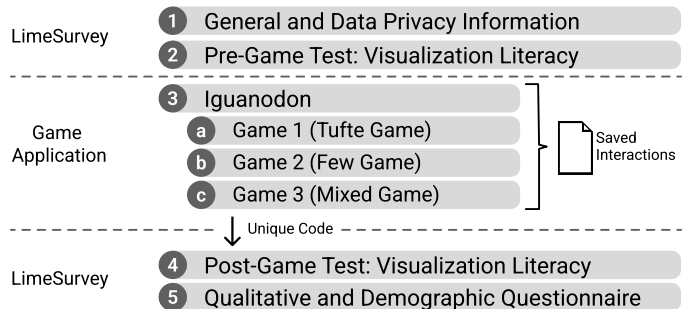 LimeSurvey
1 General and Data Privacy Information
2 Pre-Game Test: Visualization Literacy
Game
Application
3 Iguanodon
a Game 1 (Tufte Game)
b Game 2 (Few Game)
c Game 3 (Mixed Game)
Saved
Interactions
Unique Code
LimeSurvey
4 Post-Game Test: Visualization Literacy
5 Qualitative and Demographic Questionnaire